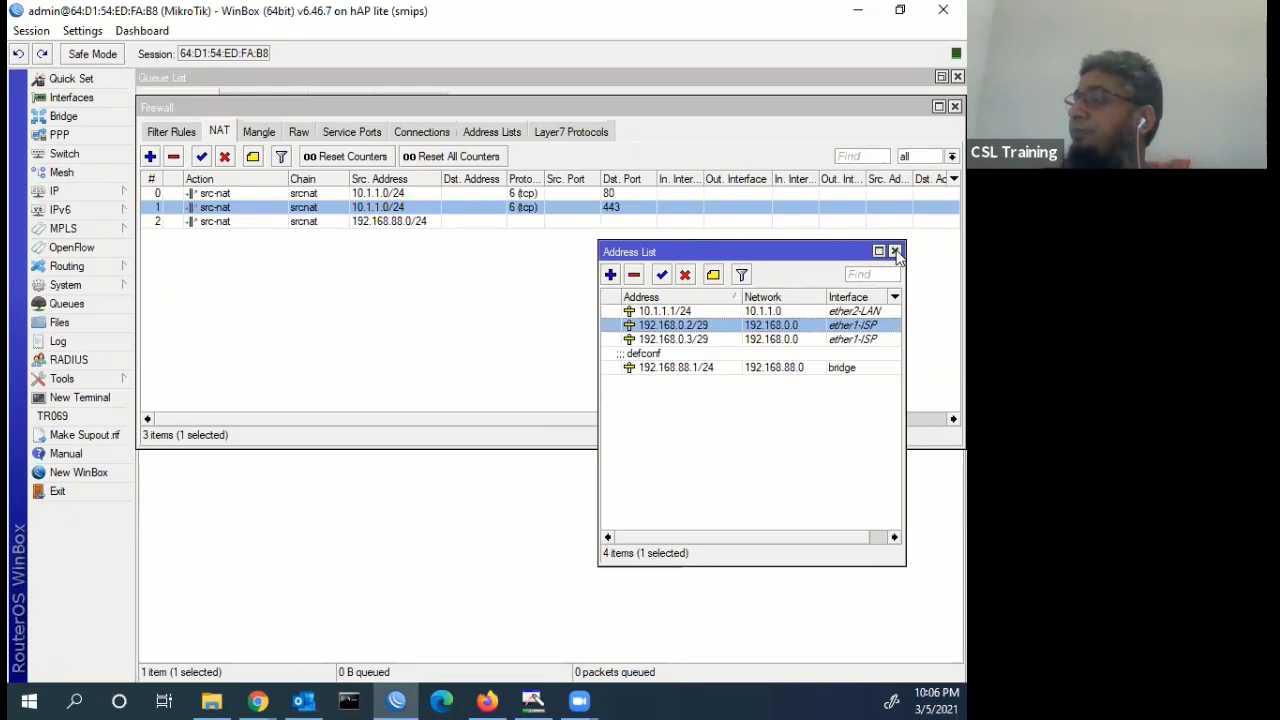 admin@64:D1:54:ED:FA:B8 (MikroTik) - WinBox (64bit) v6.46.7 on hAP lite (smips)
Session Settings Dashboard
Safe Mode Session: 64:D1:54:ED:FA:B8
Quick Set
Interfaces
Bridge
PPP
Switch
Mesh
IP
IPv6
MPLS
OpenFlow
Routing
System
Queues
Files
Log
RADIUS
Tools
New Terminal
TR069
Make Supout.rif
Manual
New WinBox
Exit
RouterOS WinBox
Queue List
Firewall
Filter Rules NAT Mangle Raw Service Ports Connections Address Lists Layer7 Protocols
00 Reset Counters 00 Reset All Counters Find all
# Action Chain Src. Address Dst. Address Proto... Src. Port Dst. Port In. Inter... Out. Interface In. Inter... Out. Int... Src. Ad... Dst. Ac
0 src-nat srcnat 10.1.1.0/24 6 (tcp) 80
1 src-nat srcnat 10.1.1.0/24 6 (tcp) 443
2 src-nat srcnat 192.168.88.0/24
3 items (1 selected)
Address List
Find
Address Network Interface
10.1.1.1/24 10.1.1.0 ether2-LAN
192.168.0.2/29 192.168.0.0 ether1-ISP
192.168.0.3/29 192.168.0.0 ether1-ISP
;;; defconf
192.168.88.1/24 192.168.88.0 bridge
4 items (1 selected)
1 item (1 selected) 0 B queued 0 packets queued
CSL Training
10:06 PM
3/5/2021